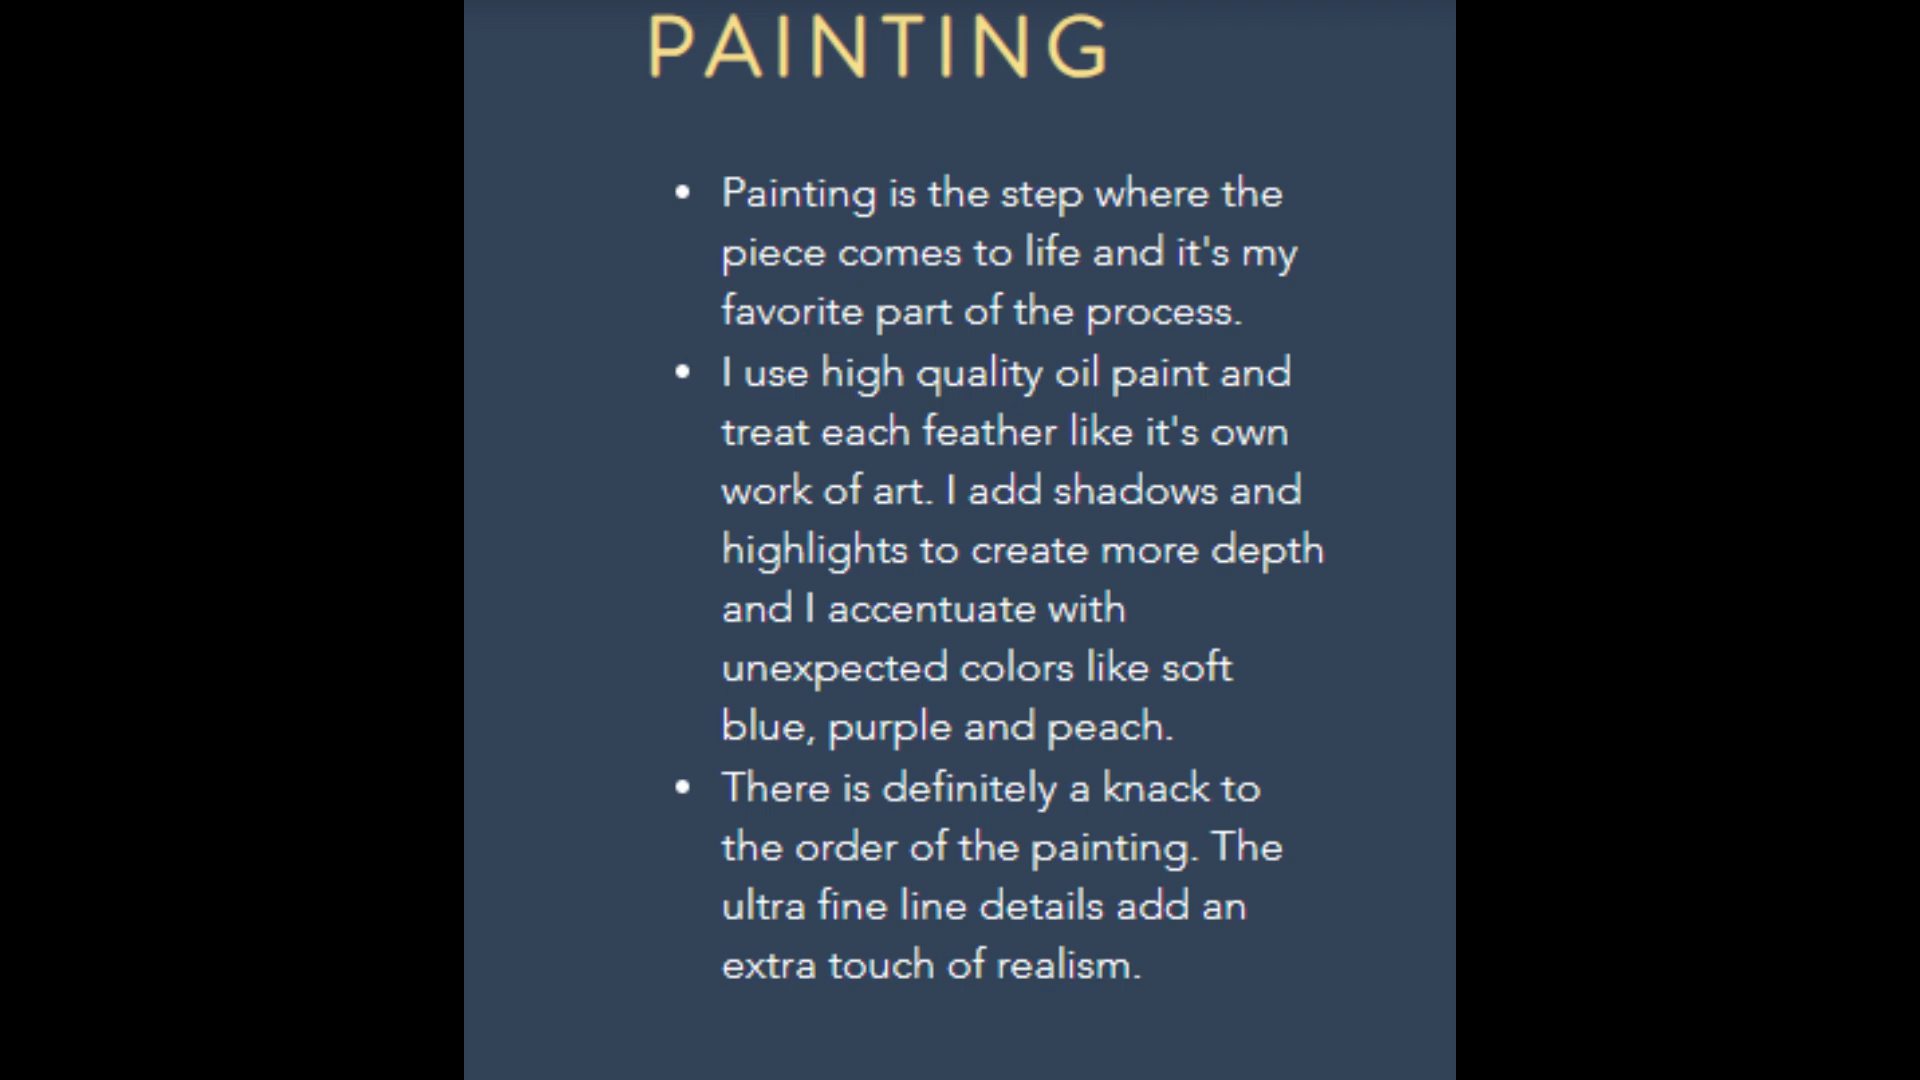 PAINTING
• Painting is the step where the
piece comes to life and it's my
favorite part of the process.
• I use high quality oil paint and
treat each feather like it's own
work of art. I add shadows and
highlights to create more depth
and I accentuate with
unexpected colors like soft
blue, purple and peach.
• There is definitely a knack to
the order of the painting. The
ultra fine line details add an
extra touch of realism.